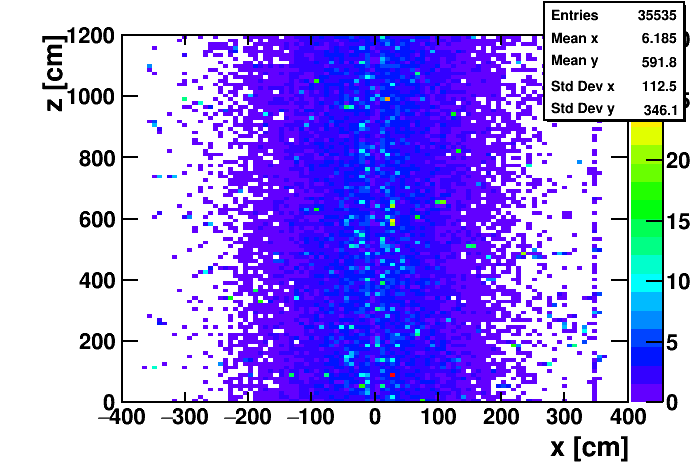 Entries 35535
Mean x 6.185
Mean y 591.8
Std Dev x 112.5
Std Dev y 346.1
z [cm]
1200
1000
800
600
400
200
0
−400 −300 −200 −100 0 100 200 300 400
x [cm]
20
15
10
5
0